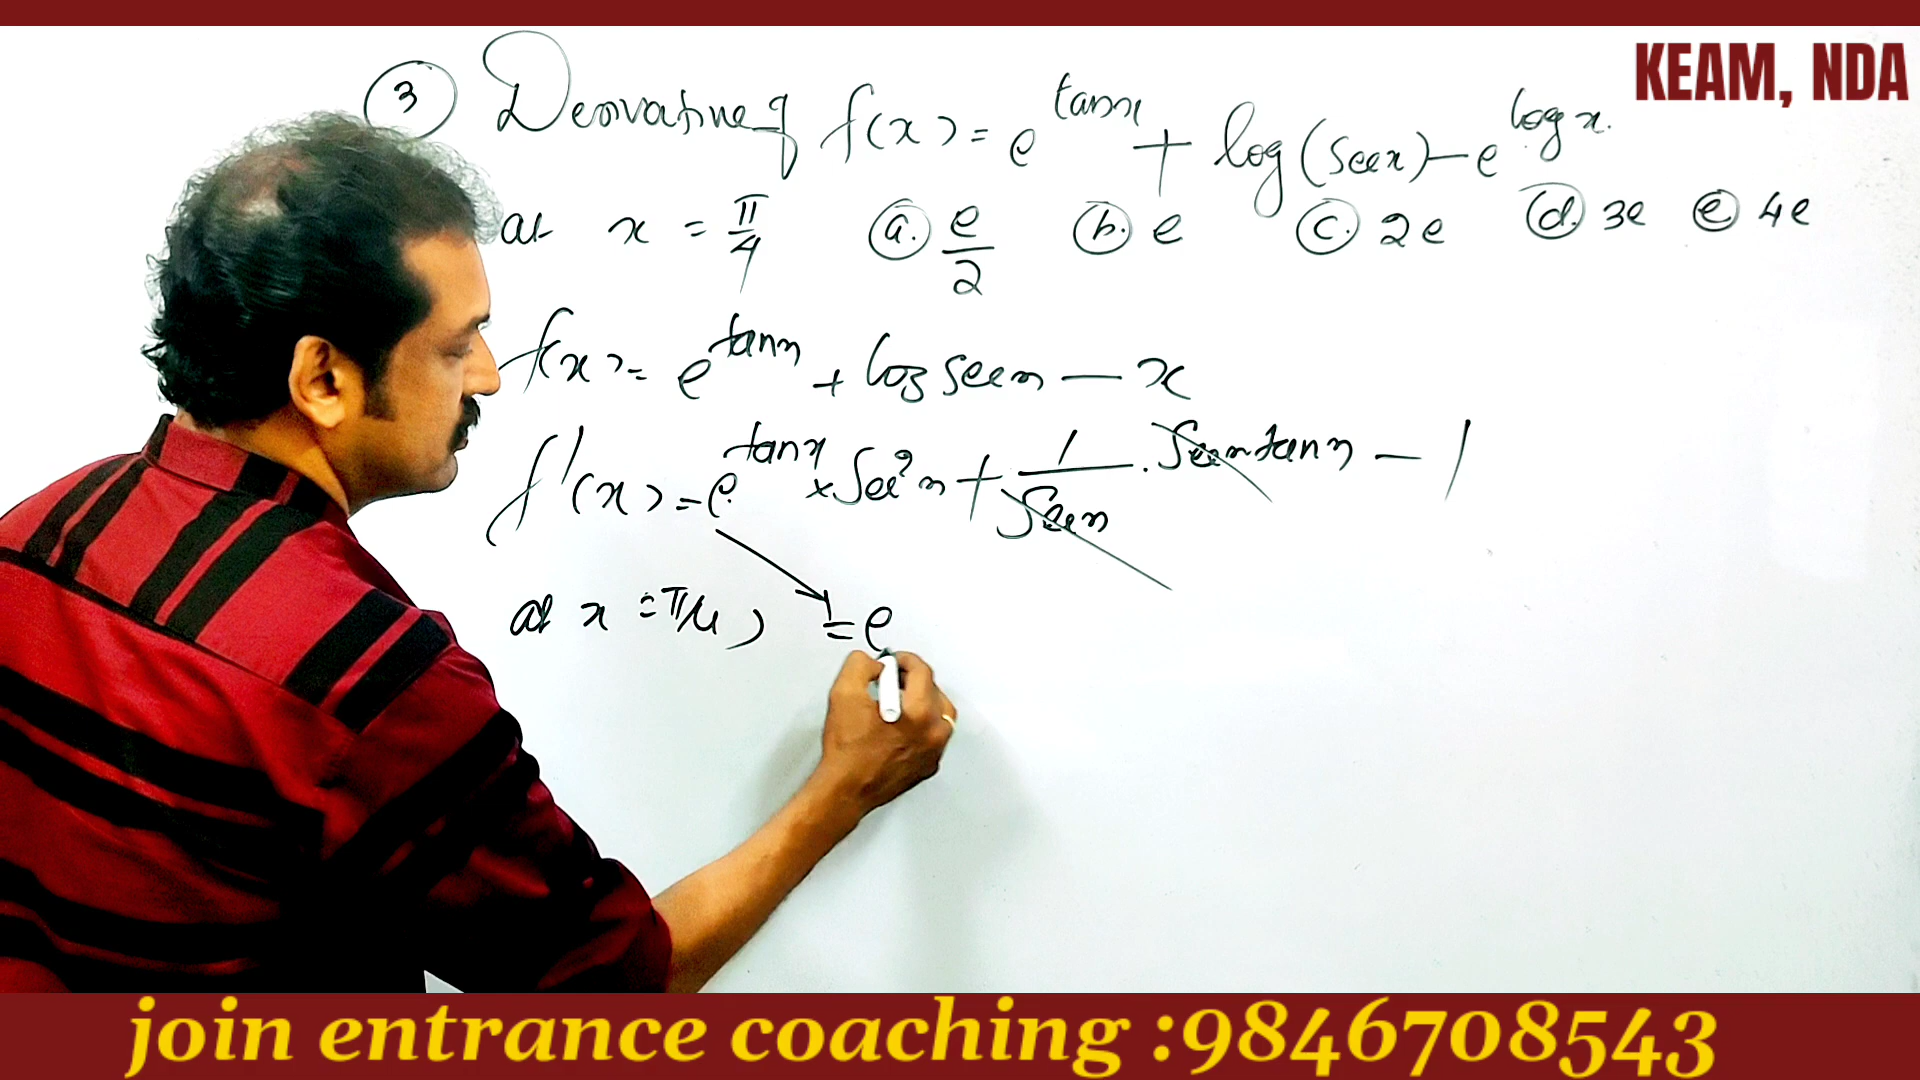 KEAM, NDA
3 Derivative of f(x) = e^tanx + log(secx) – e^logx.
at x = π/4 a. e/2 b. e c. 2e d. 3e e 4e
f(x) = e^tanx + log secx – x
f'(x) = e^tanx × Sec²x + 1/Secx . Secx tanx – 1
at x = π/4, f' = e
join entrance coaching :9846708543